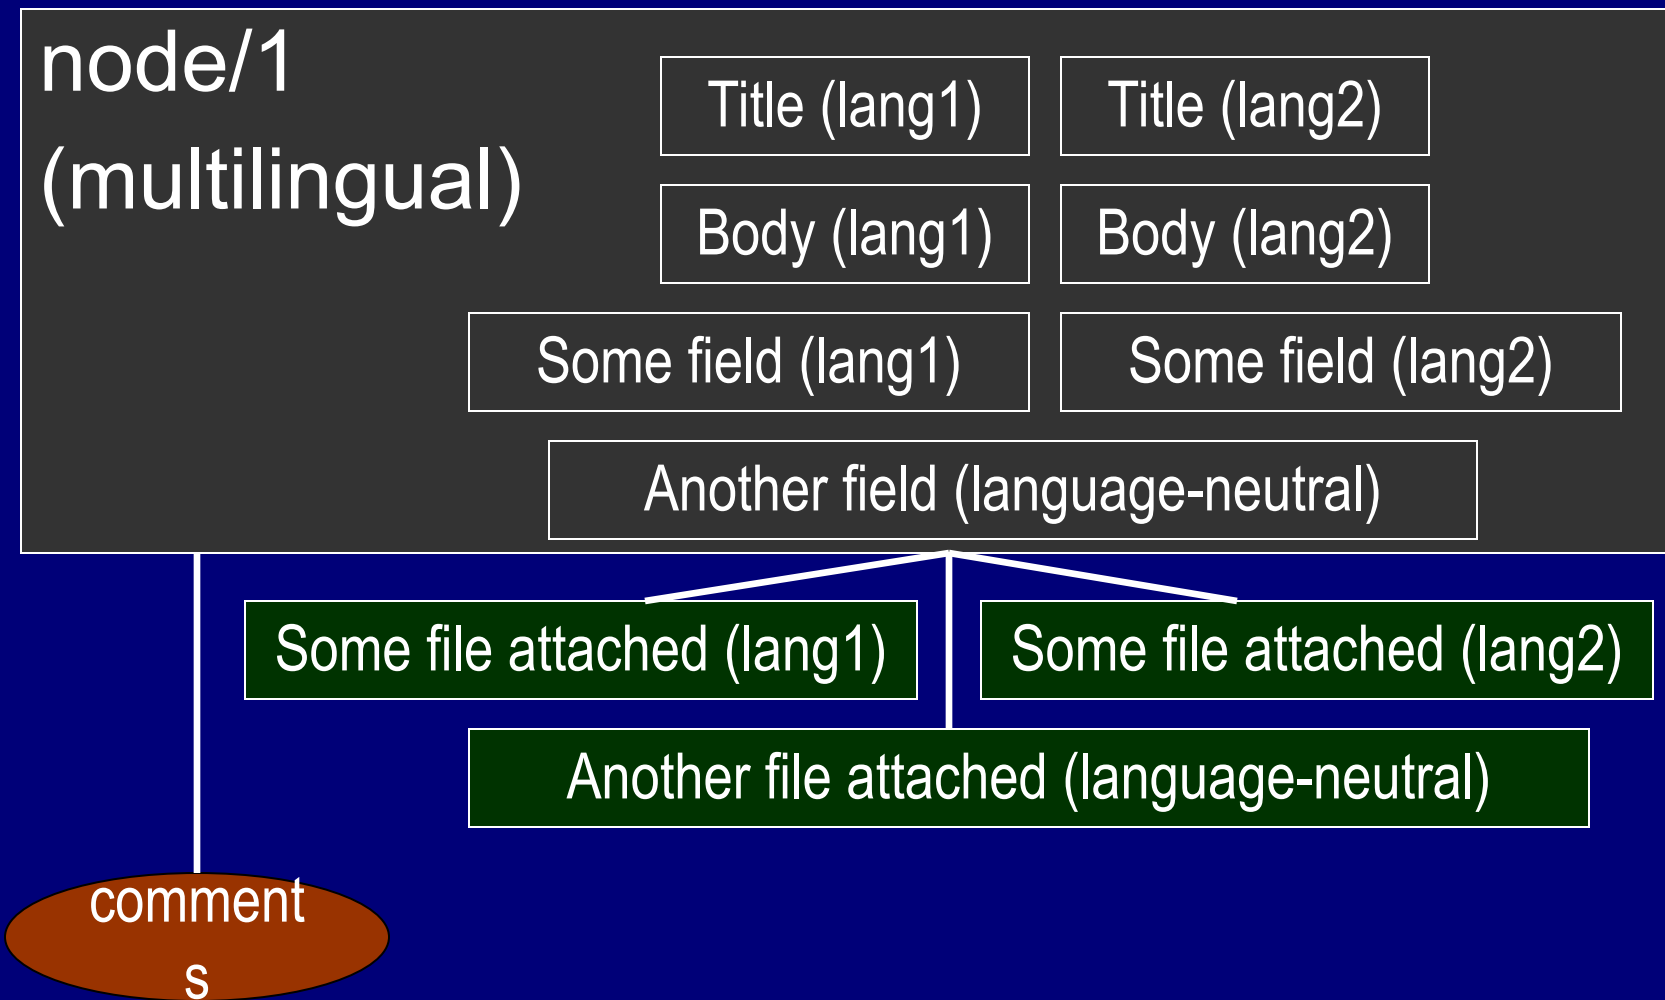 node/1
(multilingual)
Title (lang1)
Title (lang2)
Body (lang1)
Body (lang2)
Some field (lang1)
Some field (lang2)
Another field (language-neutral)
Some file attached (lang1)
Some file attached (lang2)
Another file attached (language-neutral)
comment
s